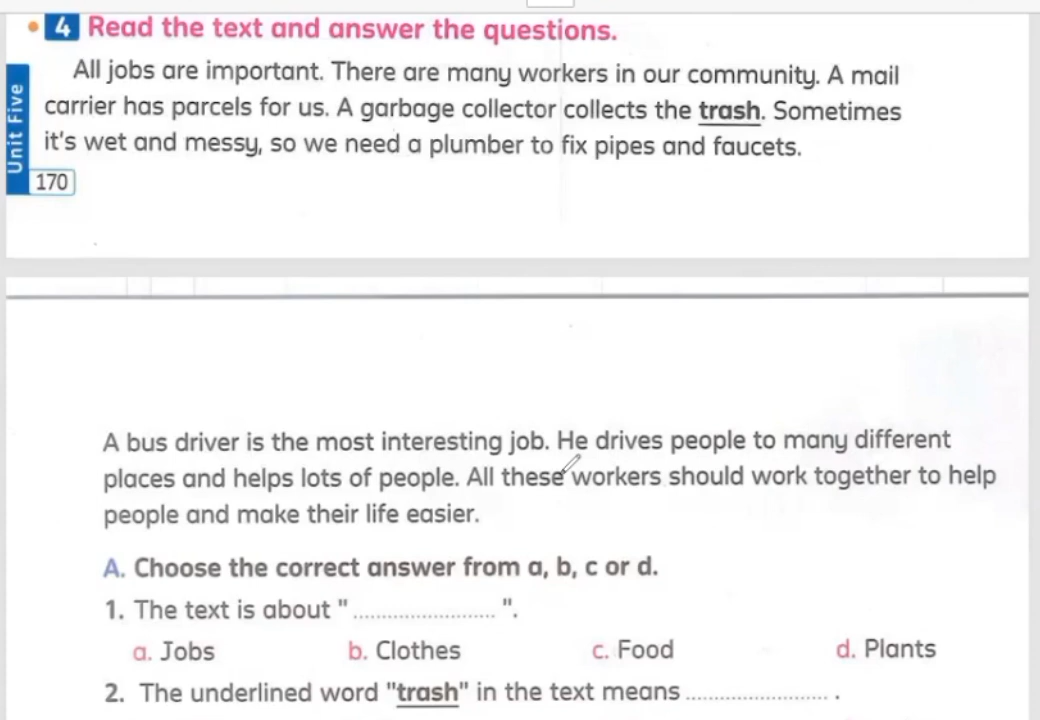 4 Read the text and answer the questions.
All jobs are important. There are many workers in our community. A mail
carrier has parcels for us. A garbage collector collects the trash. Sometimes
it's wet and messy, so we need a plumber to fix pipes and faucets.
Unit Five
170
A bus driver is the most interesting job. He drives people to many different
places and helps lots of people. All these workers should work together to help
people and make their life easier.
A. Choose the correct answer from a, b, c or d.
1. The text is about "......................".
a. Jobs b. Clothes c. Food d. Plants
2. The underlined word "trash" in the text means ...................... .